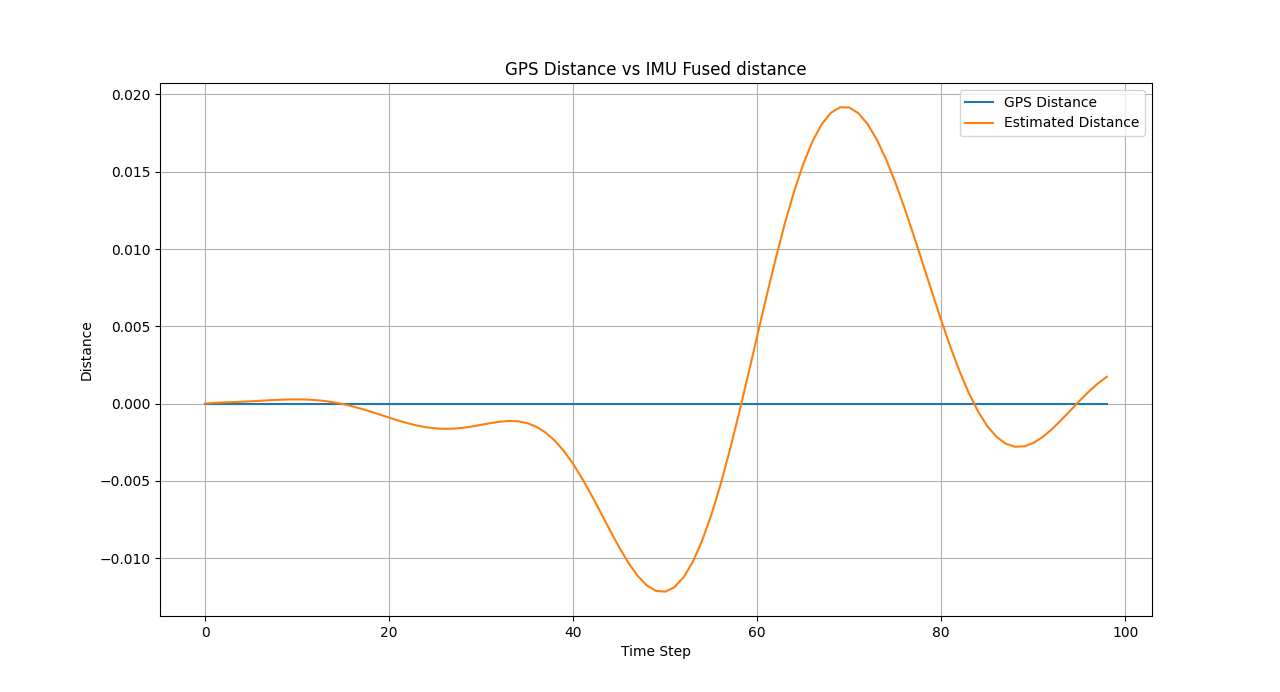 GPS Distance vs IMU Fused distance
GPS Distance
Estimated Distance
0.020
0.015
0.010
0.005
0.000
−0.005
−0.010
Distance
0 20 40 60 80 100
Time Step